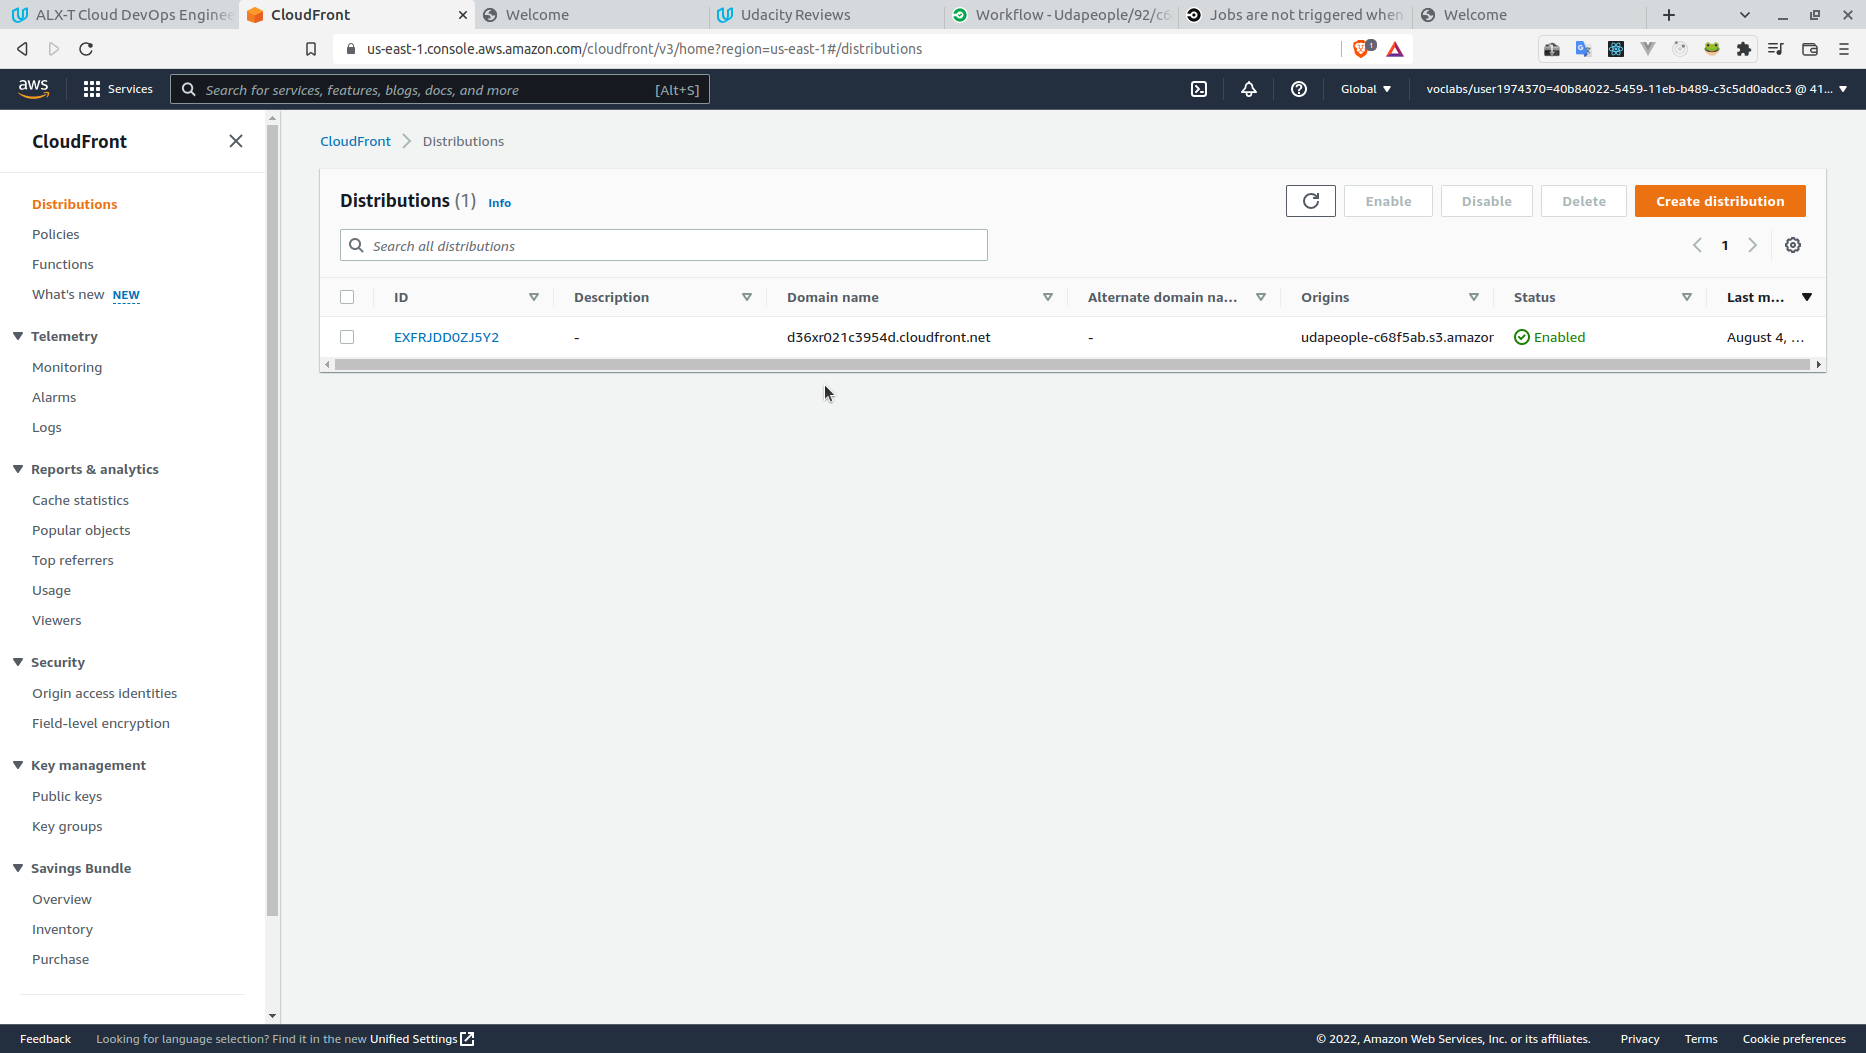 ALX-T Cloud DevOps Enginee
CloudFront
Welcome
Udacity Reviews
Workflow - Udapeople/92/c6
Jobs are not triggered when
Welcome
us-east-1.console.aws.amazon.com/cloudfront/v3/home?region=us-east-1#/distributions
1
aws
Services
Search for services, features, blogs, docs, and more
[Alt+S]
Global
voclabs/user1974370=40b84022-5459-11eb-b489-c3c5dd0adcc3 @ 41...
CloudFront
Distributions
Policies
Functions
What's new NEW
Telemetry
Monitoring
Alarms
Logs
Reports & analytics
Cache statistics
Popular objects
Top referrers
Usage
Viewers
Security
Origin access identities
Field-level encryption
Key management
Public keys
Key groups
Savings Bundle
Overview
Inventory
Purchase
CloudFront
Distributions
Distributions (1) Info
Enable
Disable
Delete
Create distribution
Search all distributions
1
ID
Description
Domain name
Alternate domain na...
Origins
Status
Last m...
EXFRJDD0ZJ5Y2
-
d36xr021c3954d.cloudfront.net
-
udapeople-c68f5ab.s3.amazor
Enabled
August 4, ...
Feedback
Looking for language selection? Find it in the new Unified Settings
© 2022, Amazon Web Services, Inc. or its affiliates.
Privacy
Terms
Cookie preferences